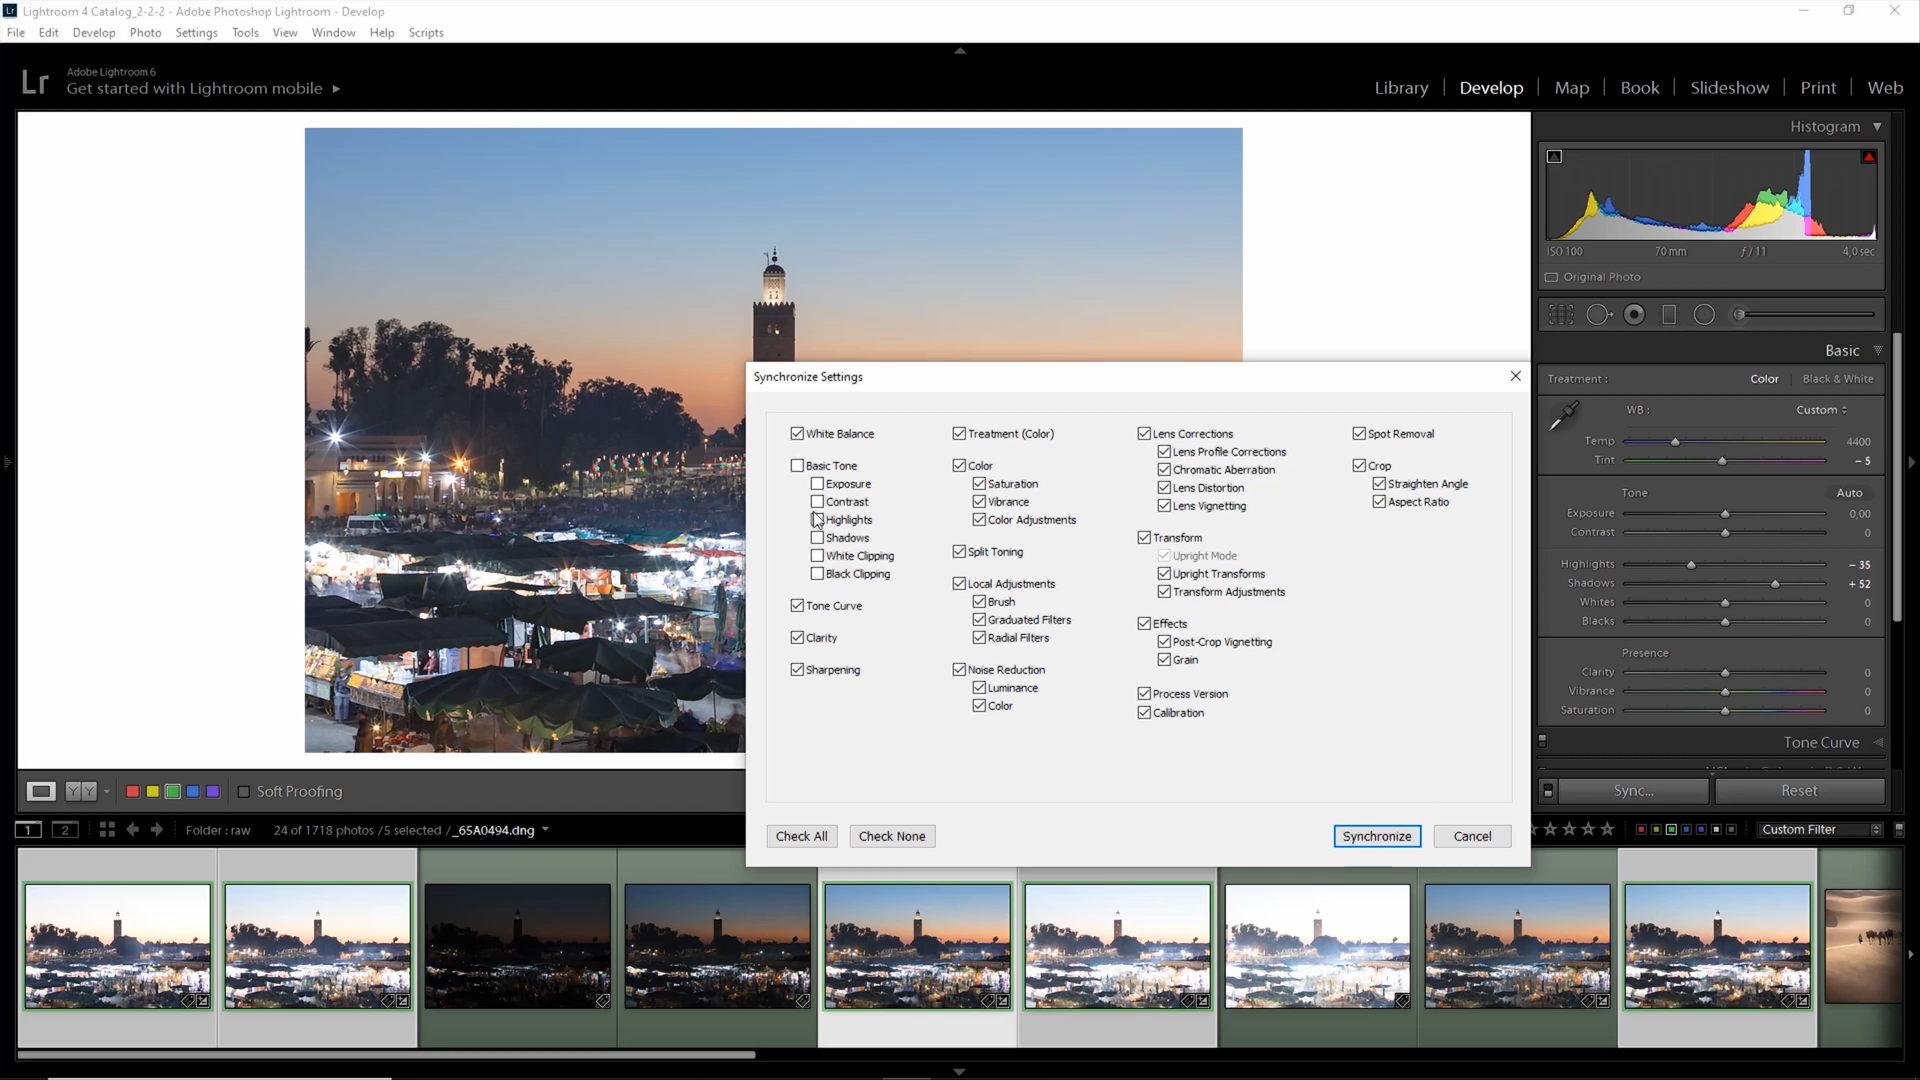 Lr Lightroom 4 Catalog_2-2-2 - Adobe Photoshop Lightroom - Develop
File Edit Develop Photo Settings Tools View Window Help Scripts
Lr
Adobe Lightroom 6
Get started with Lightroom mobile
Library Develop Map Book Slideshow Print Web
Histogram
ISO 100 70 mm ƒ / 11 4,0 sec
Original Photo
Basic
Treatment : Color Black & White
WB : Custom
Temp 4400
Tint - 5
Tone Auto
Exposure 0,00
Contrast 0
Highlights - 35
Shadows + 52
Whites 0
Blacks 0
Presence
Clarity 0
Vibrance 0
Saturation 0
Tone Curve
Sync... Reset
Synchronize Settings
White Balance
Basic Tone
Exposure
Contrast
Highlights
Shadows
White Clipping
Black Clipping
Tone Curve
Clarity
Sharpening
Treatment (Color)
Color
Saturation
Vibrance
Color Adjustments
Split Toning
Local Adjustments
Brush
Graduated Filters
Radial Filters
Noise Reduction
Luminance
Color
Lens Corrections
Lens Profile Corrections
Chromatic Aberration
Lens Distortion
Lens Vignetting
Transform
Upright Mode
Upright Transforms
Transform Adjustments
Effects
Post-Crop Vignetting
Grain
Process Version
Calibration
Spot Removal
Crop
Straighten Angle
Aspect Ratio
Check All Check None Synchronize Cancel
Y Y Soft Proofing
1 2 Folder : raw 24 of 1718 photos /5 selected /_65A0494.dng Custom Filter